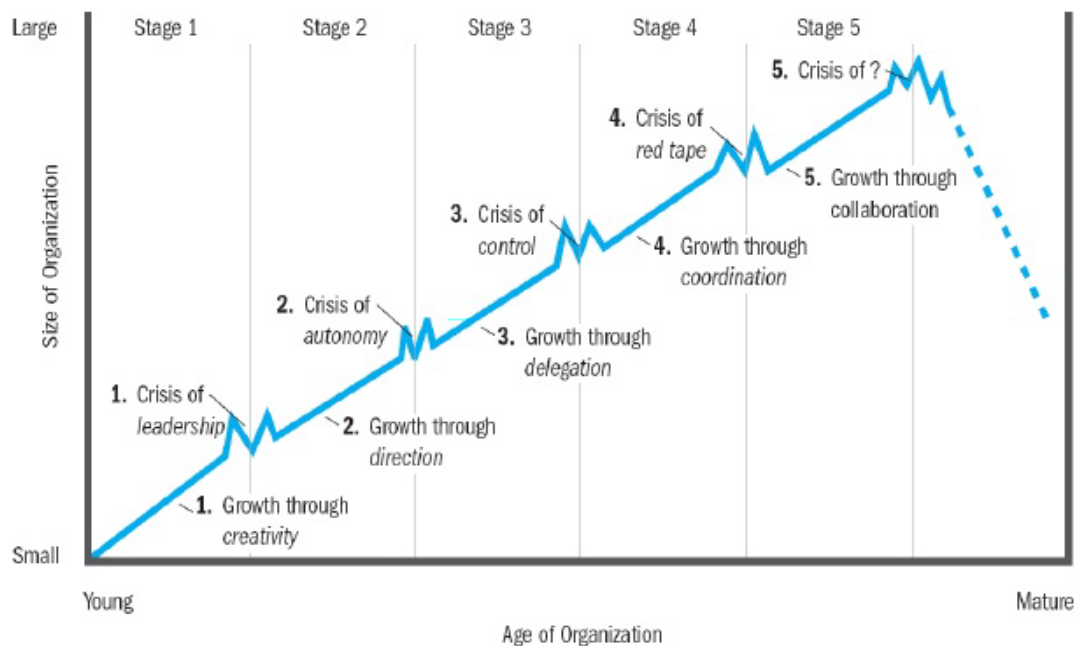 Large
Stage 1
Stage 2
Stage 3
Stage 4
Stage 5
5. Crisis of ?
4. Crisis of
red tape
5. Growth through
collaboration
3. Crisis of
control
4. Growth through
coordination
2. Crisis of
autonomy
3. Growth through
delegation
1. Crisis of
leadership
2. Growth through
direction
1. Growth through
creativity
Size of Organization
Small
Young
Mature
Age of Organization